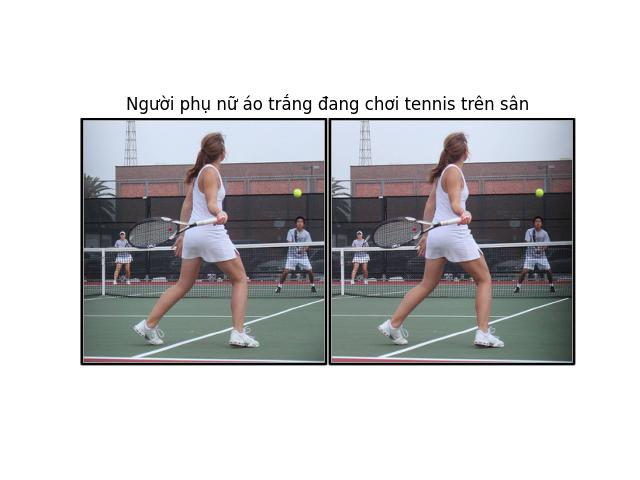 Người phụ nữ áo trắng đang chơi tennis trên sân